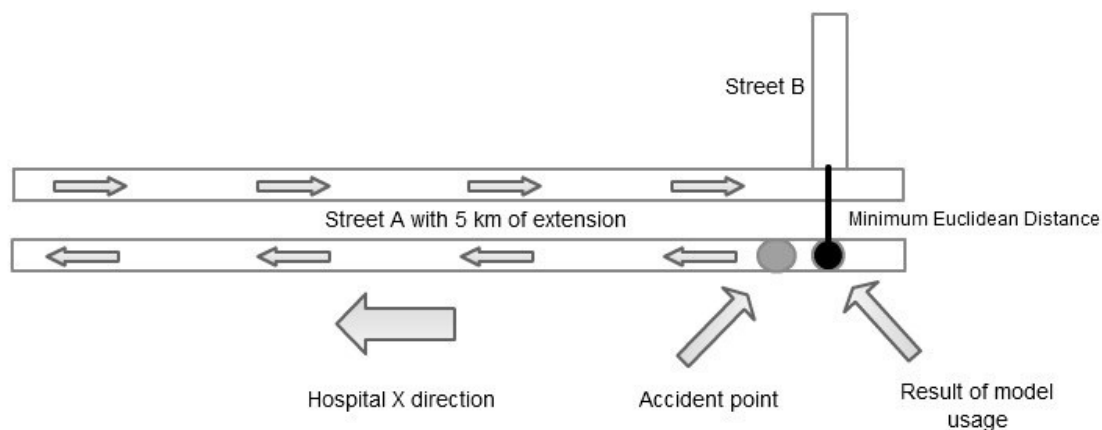 Street B
Street A with 5 km of extension
Minimum Euclidean Distance
Hospital X direction
Accident point
Result of model
usage